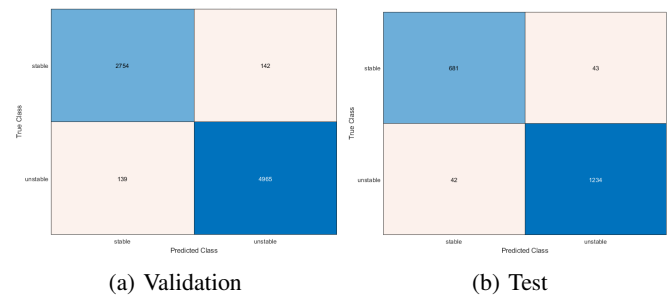 stable
2754
142
True Class
unstable
139
4965
stable
unstable
Predicted Class
(a) Validation
stable
681
43
True Class
unstable
42
1234
stable
unstable
Predicted Class
(b) Test